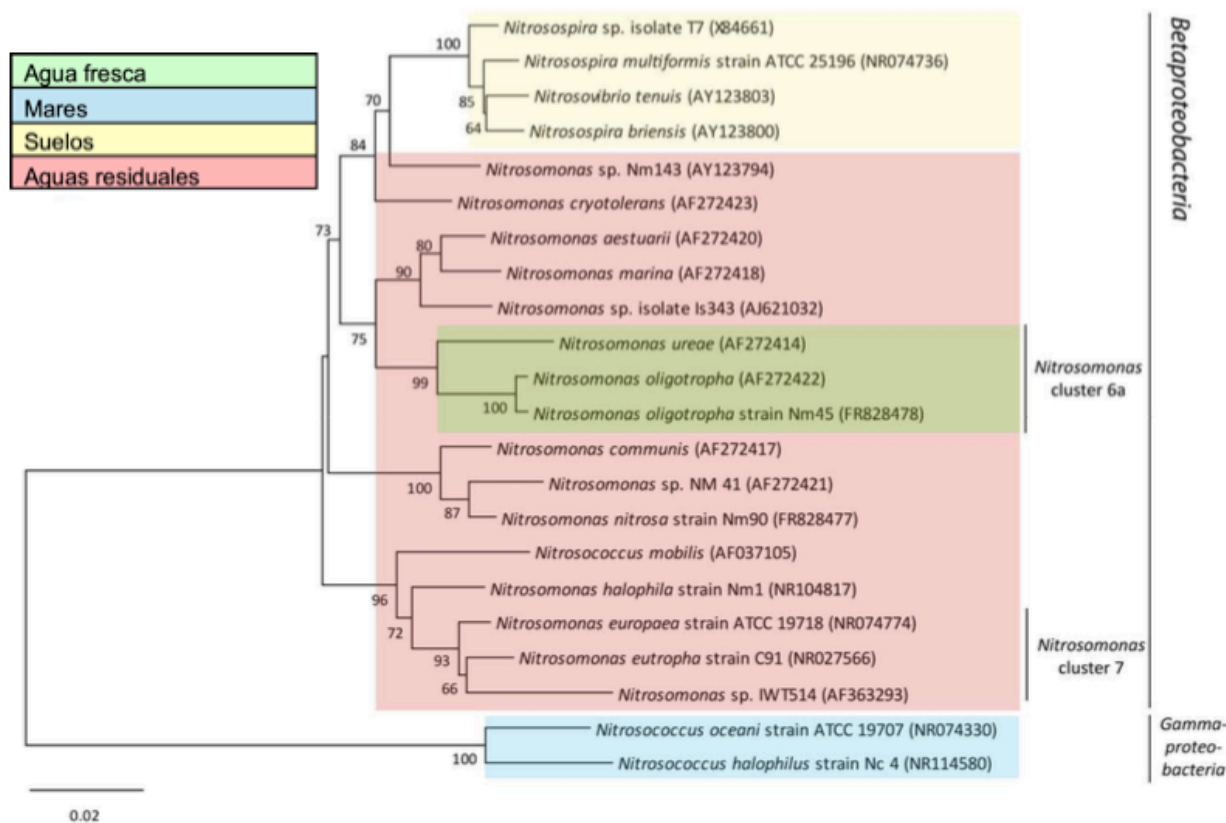 Agua fresca
Mares
Suelos
Aguas residuales
Nitrosospira sp. isolate T7 (X84661)
100
Nitrosospira multiformis strain ATCC 25196 (NR074736)
85
Nitrosovibrio tenuis (AY123803)
70
64
Nitrosospira briensis (AY123800)
84
Nitrosomonas sp. Nm143 (AY123794)
Nitrosomonas cryotolerans (AF272423)
73
Nitrosomonas aestuarii (AF272420)
80
90
Nitrosomonas marina (AF272418)
Nitrosomonas sp. isolate Is343 (AJ621032)
75
Nitrosomonas ureae (AF272414)
99
Nitrosomonas oligotropha (AF272422)
100
Nitrosomonas oligotropha strain Nm45 (FR828478)
Nitrosomonas communis (AF272417)
100
Nitrosomonas sp. NM 41 (AF272421)
87
Nitrosomonas nitrosa strain Nm90 (FR828477)
Nitrosococcus mobilis (AF037105)
96
Nitrosomonas halophila strain Nm1 (NR104817)
72
Nitrosomonas europaea strain ATCC 19718 (NR074774)
93
Nitrosomonas eutropha strain C91 (NR027566)
66
Nitrosomonas sp. IWT514 (AF363293)
Nitrosococcus oceani strain ATCC 19707 (NR074330)
100
Nitrosococcus halophilus strain Nc 4 (NR114580)
0.02
Nitrosomonas
cluster 6a
Nitrosomonas
cluster 7
Betaproteobacteria
Gamma-
proteo-
bacteria